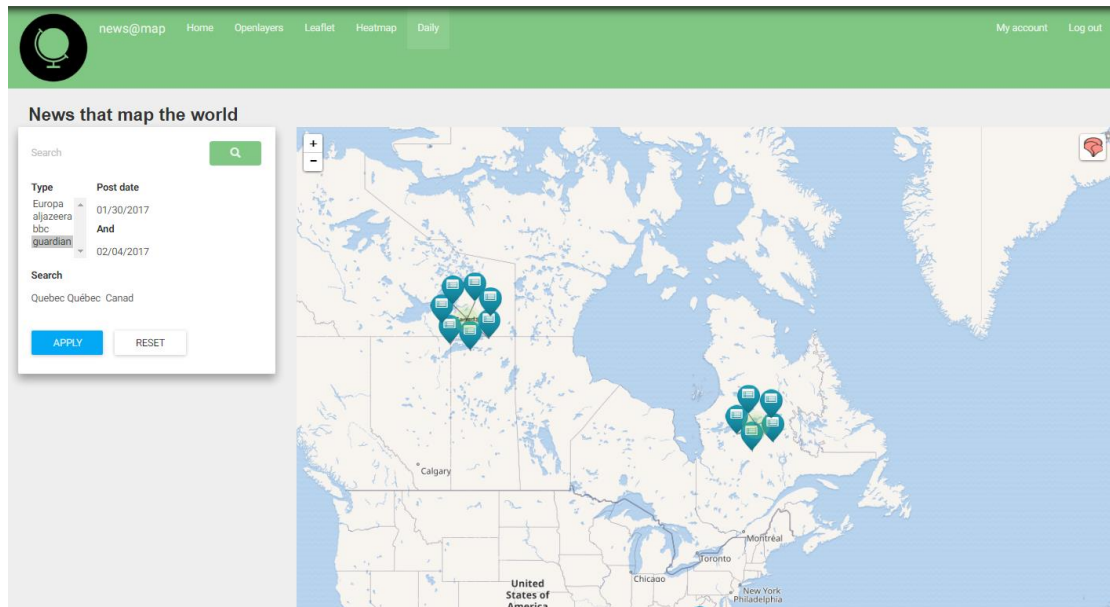 news@map Home Openlayers Leaflet Heatmap Daily My account Log out
News that map the world
Search
+
-
Type Post date
Europa
aljazeera 01/30/2017
bbc And
guardian
02/04/2017
Search
Quebec Québec Canad
APPLY RESET
Calgary
Montréal
Toronto
Chicago
New York
Philadelphia
United
States of
America